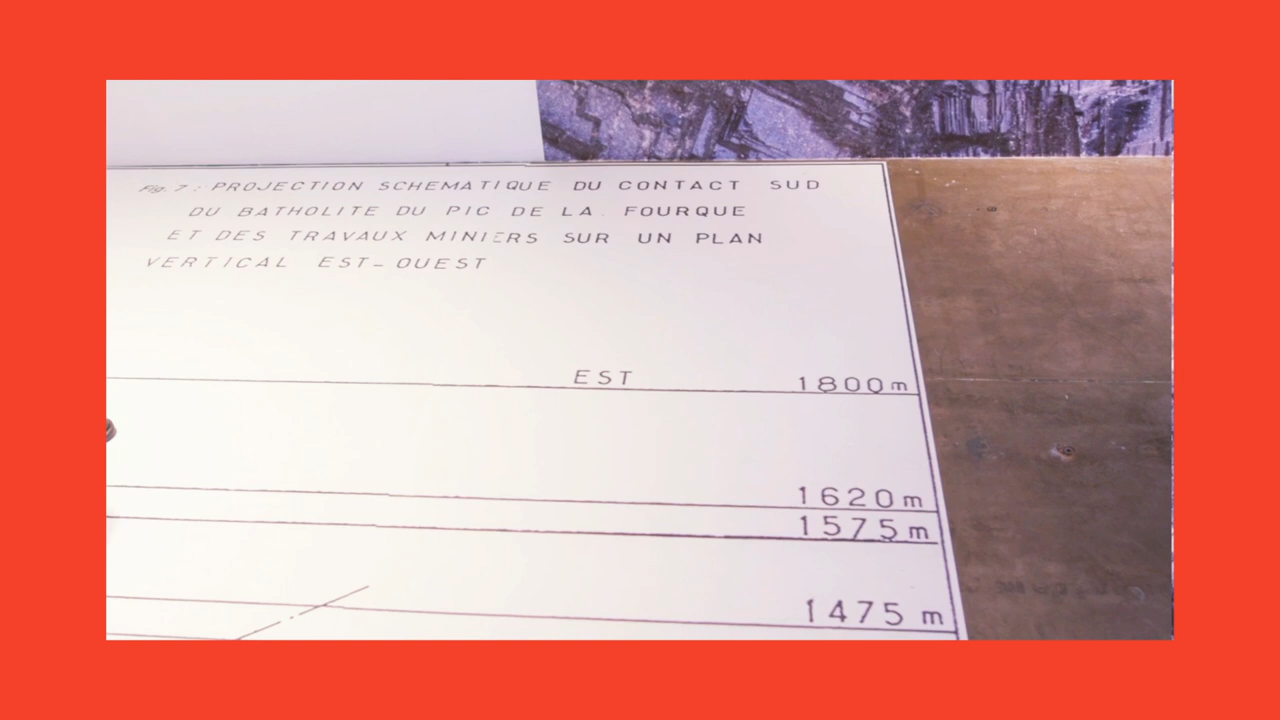 Fig. 7 : PROJECTION SCHEMATIQUE DU CONTACT SUD
DU BATHOLITE DU PIC DE LA FOURQUE
ET DES TRAVAUX MINIERS SUR UN PLAN
VERTICAL EST-OUEST
EST 1800m
1620m
1575m
1475 m